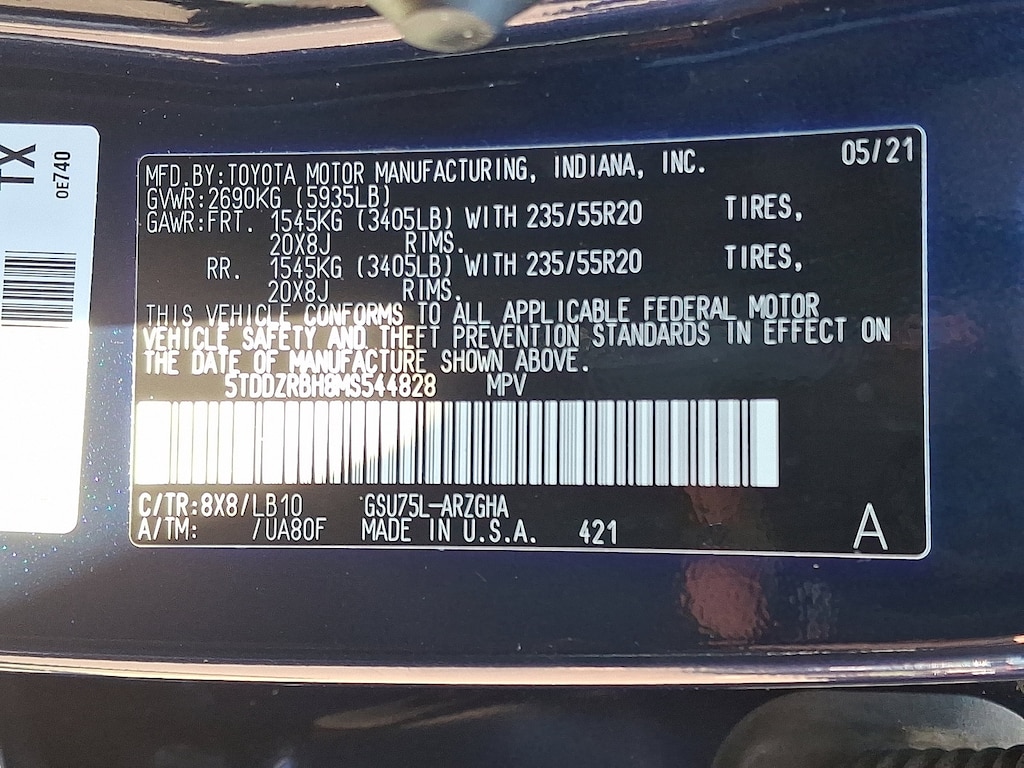 TX
0E740
05/21
MFD.BY:TOYOTA MOTOR MANUFACTURING, INDIANA, INC.
GVWR:2690KG (5935LB)
GAWR:FRT. 1545KG (3405LB) WITH 235/55R20 TIRES,
20X8J RIMS.
RR. 1545KG (3405LB) WITH 235/55R20 TIRES,
20X8J RIMS.
THIS VEHICLE CONFORMS TO ALL APPLICABLE FEDERAL MOTOR
VEHICLE SAFETY AND THEFT PREVENTION STANDARDS IN EFFECT ON
THE DATE OF MANUFACTURE SHOWN ABOVE.
5TDDZRBH8MS544828 MPV
C/TR:8X8/LB10 GSU75L-ARZGHA
A/TM: /UA80F MADE IN U.S.A. 421
A